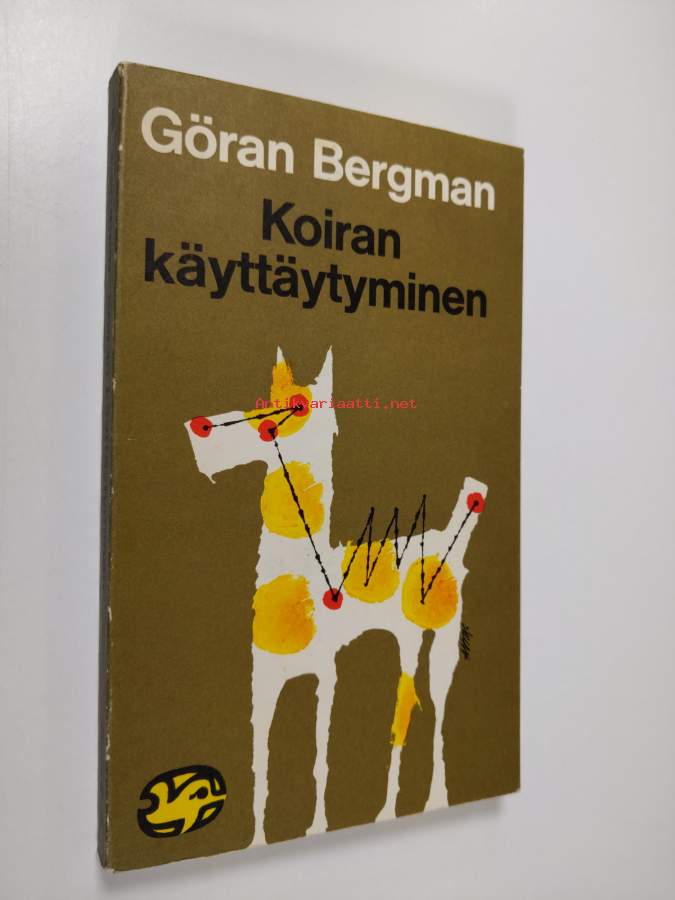 Göran Bergman
Koiran
käyttäytyminen
Antikvariaatti.net